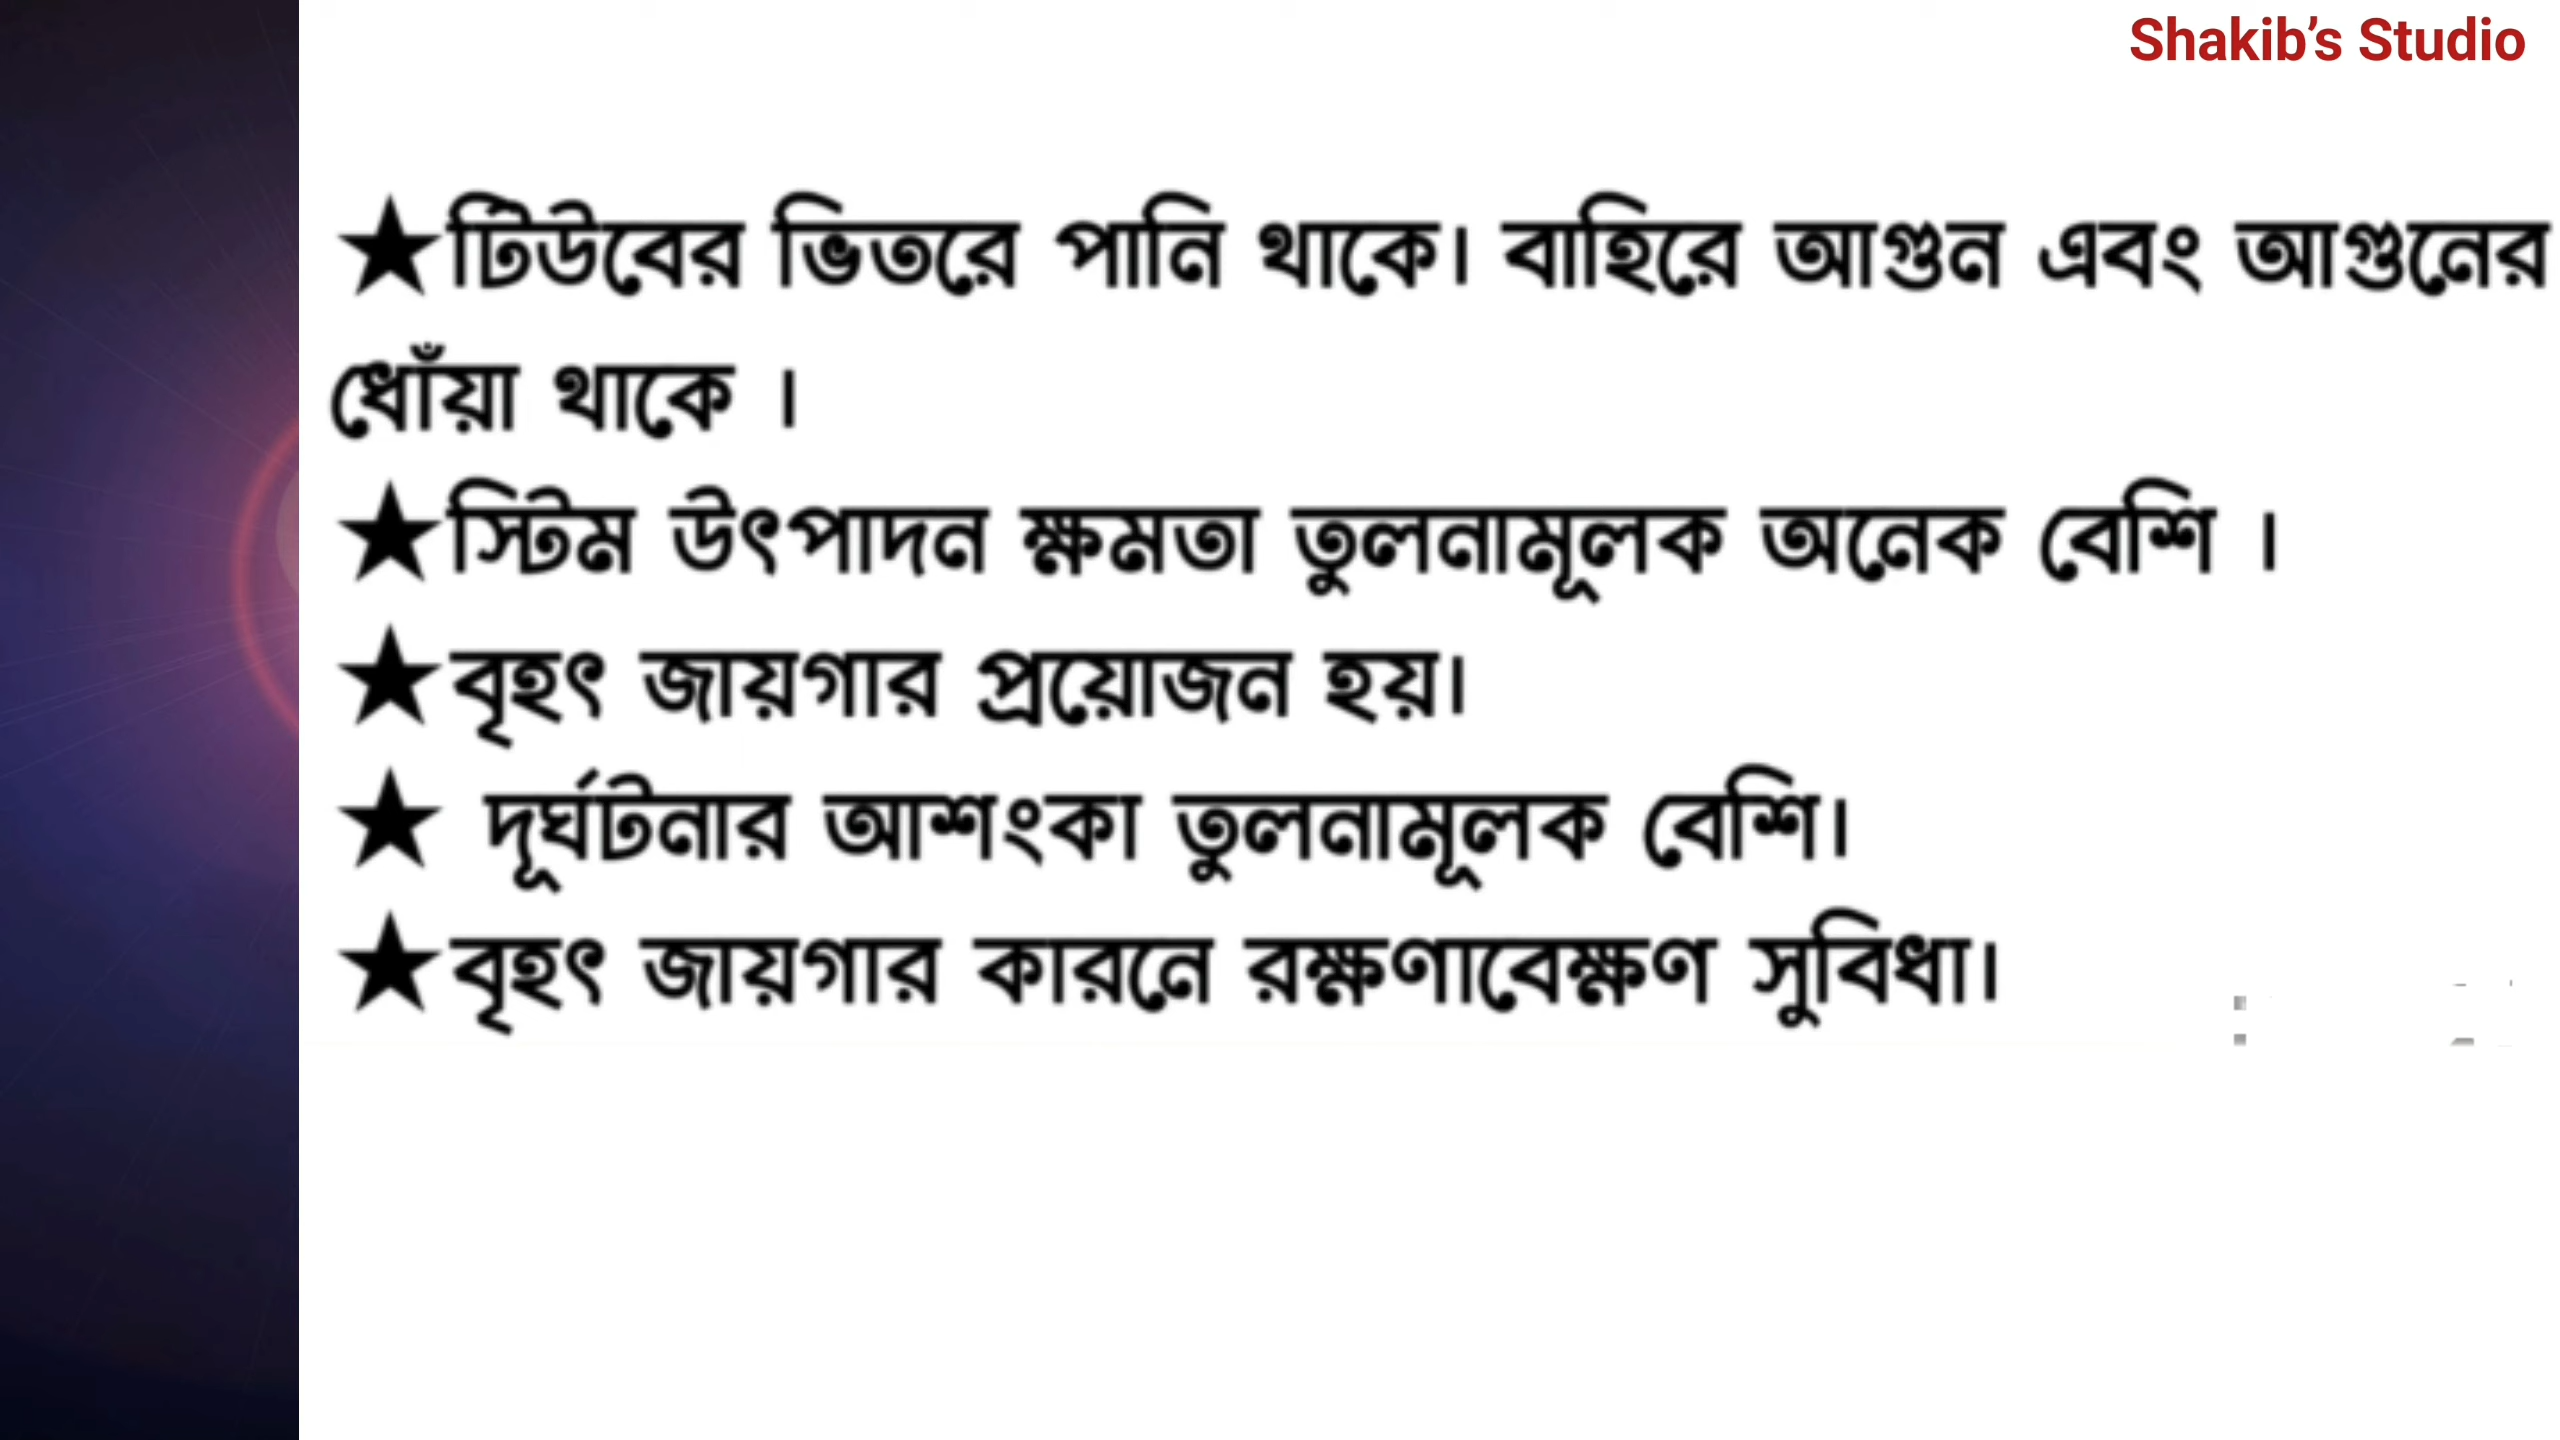 Shakib’s Studio
★টিউবের ভিতরে পানি থাকে। বাহিরে আগুন এবং আগুনের
ধোঁয়া থাকে ।
★স্টিম উৎপাদন ক্ষমতা তুলনামূলক অনেক বেশি ।
★বৃহৎ জায়গার প্রয়োজন হয়।
★ দূর্ঘটনার আশংকা তুলনামূলক বেশি।
★বৃহৎ জায়গার কারনে রক্ষণাবেক্ষণ সুবিধা।